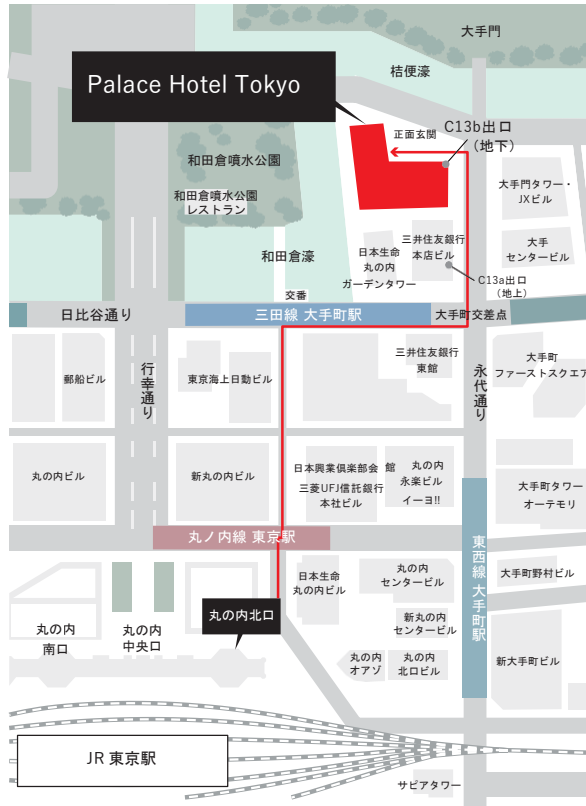 大手門
桔梗濠
Palace Hotel Tokyo
正面玄関
C13b出口
(地下)
和田倉噴水公園
和田倉噴水公園
レストラン
大手門タワー・
JXビル
三井住友銀行
本店ビル
大手
センタービル
日本生命
丸の内
ガーデンタワー
和田倉濠
C13a出口
(地上)
交番
日比谷通り
三田線 大手町駅
大手町交差点
郵船ビル
行幸通り
東京海上日動ビル
三井住友銀行
東館
永代通り
大手町
ファーストスクエア
丸の内ビル
新丸の内ビル
日本興業倶楽部会 館
三菱UFJ信託銀行
本社ビル
丸の内
永楽ビル
イーヨ!!
大手町タワー
オーテモリ
丸ノ内線 東京駅
東西線 大手町駅
日本生命
丸の内ビル
丸の内
センタービル
大手町野村ビル
丸の内北口
丸の内
南口
丸の内
中央口
新丸の内
センタービル
丸の内
オアゾ
丸の内
北口ビル
新大手町ビル
JR 東京駅
サピアタワー